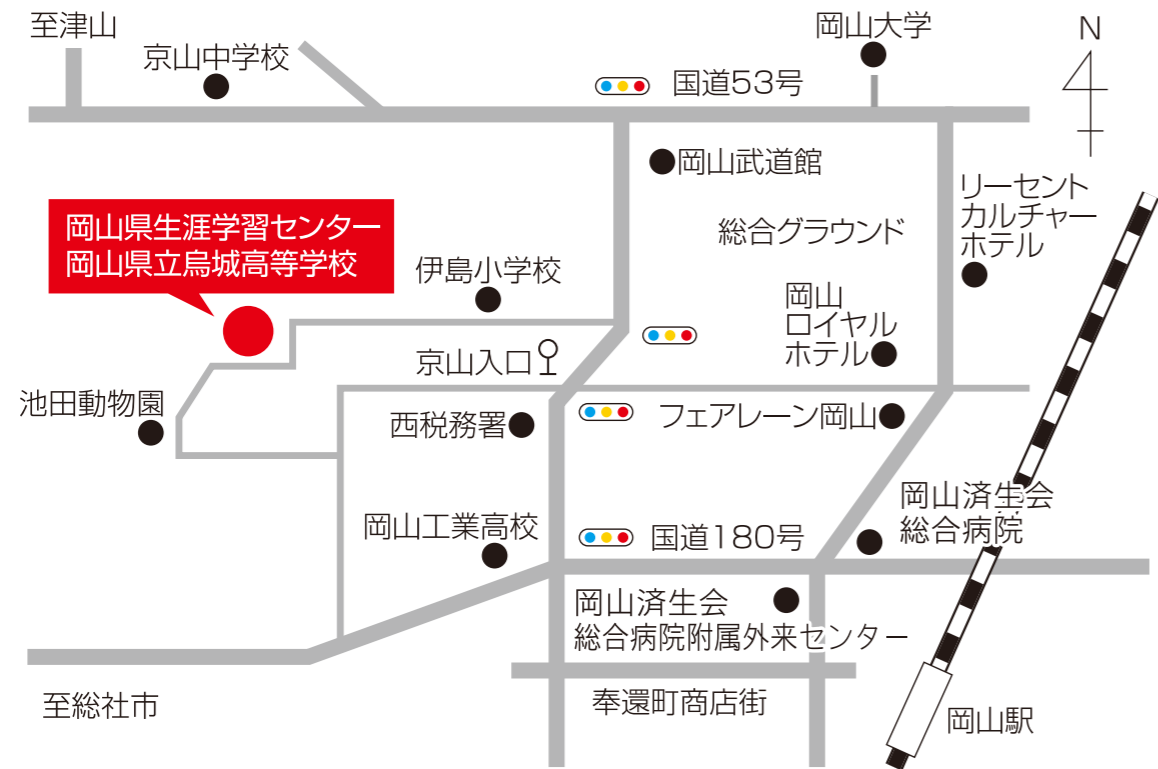 至津山
京山中学校
岡山大学
N
国道53号
岡山武道館
リーセント
カルチャー
ホテル
総合グラウンド
岡山県生涯学習センター
岡山県立烏城高等学校
伊島小学校
岡山
ロイヤル
ホテル
京山入口
池田動物園
西税務署
フェアレーン岡山
岡山済生会
総合病院
岡山工業高校
国道180号
岡山済生会
総合病院附属外来センター
至総社市
奉還町商店街
岡山駅